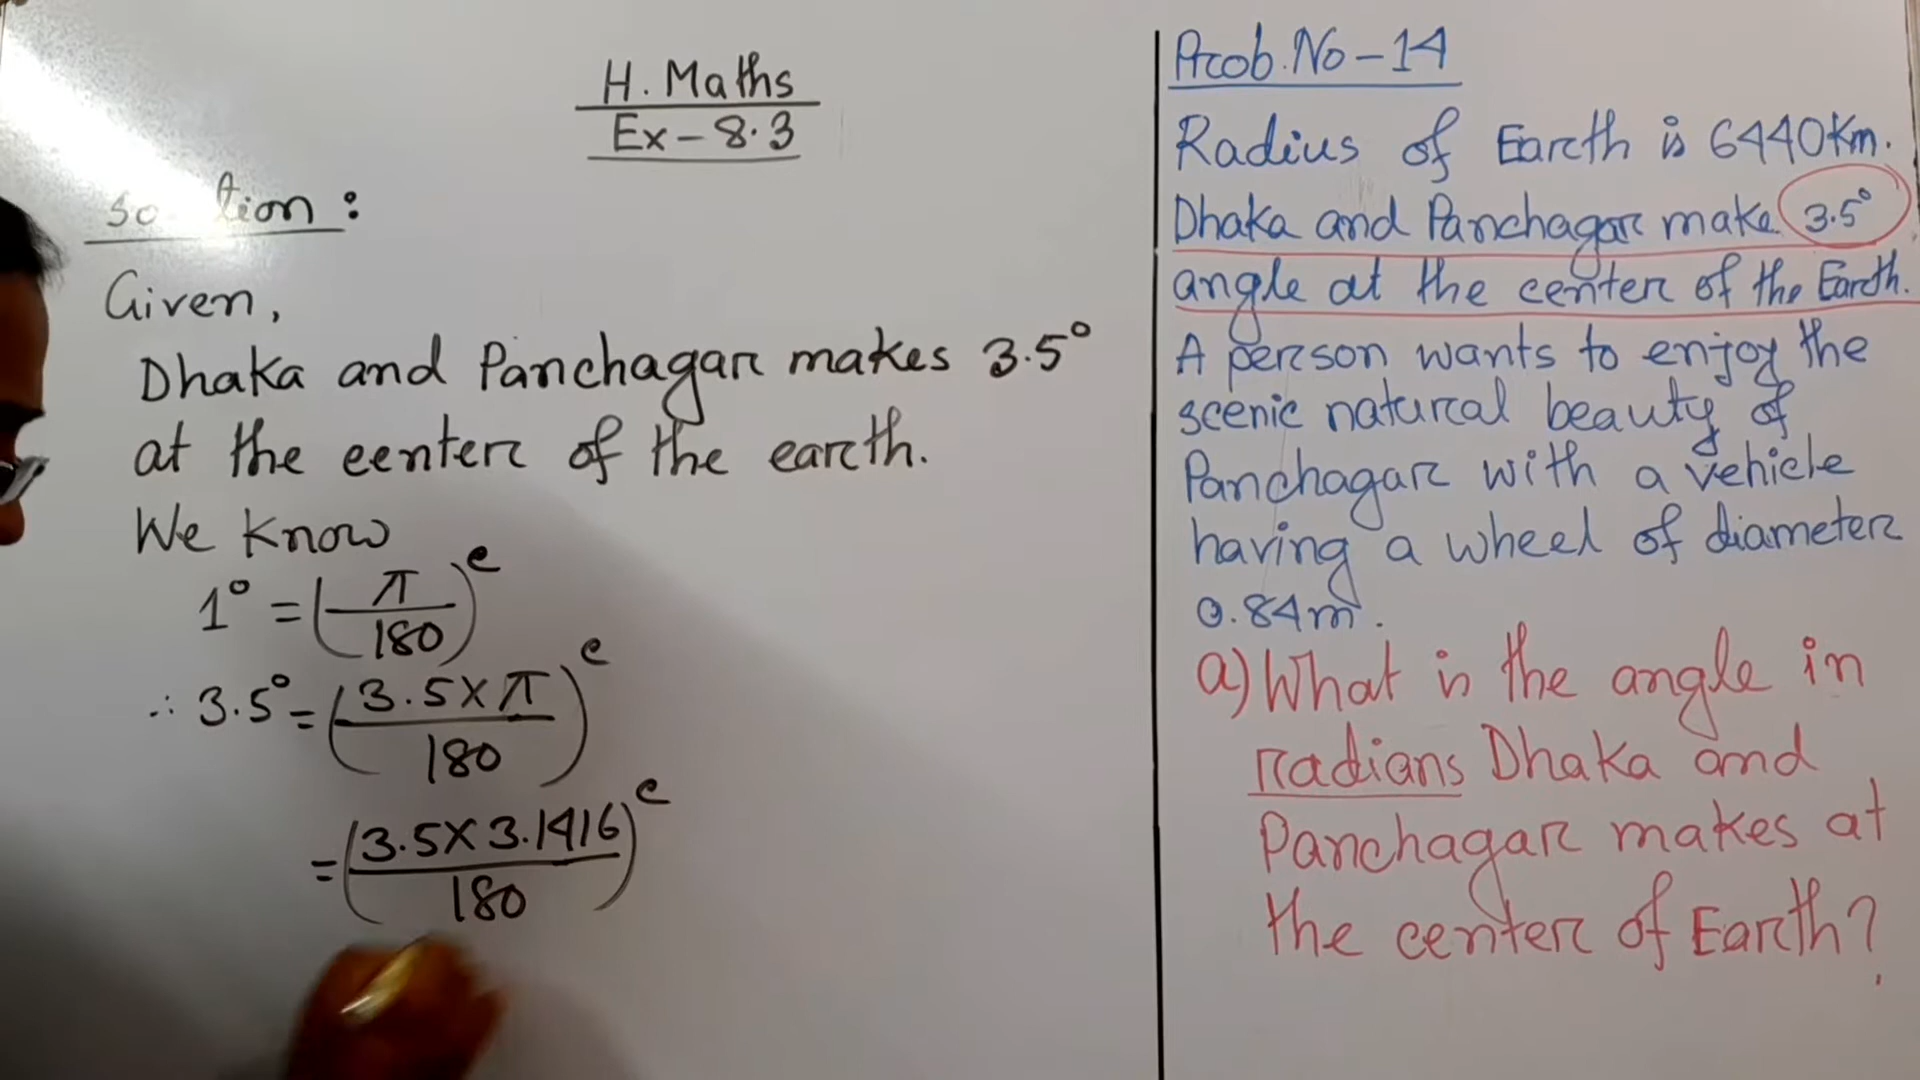 H. Maths
Ex-8.3
Solution:
Given,
Dhaka and Panchagar makes 3.5°
at the center of the earth.
We know
1° = (π/180)^c
∴ 3.5° = (3.5×π/180)^c
= (3.5×3.1416/180)^c
Prob. No-14
Radius of Earth is 6440Km.
Dhaka and Panchagar make 3.5°
angle at the center of the Earth.
A person wants to enjoy the
scenic natural beauty of
Panchagar with a vehicle
having a wheel of diameter
0.84m.
a) What is the angle in
radians Dhaka and
Panchagar makes at
the center of Earth?